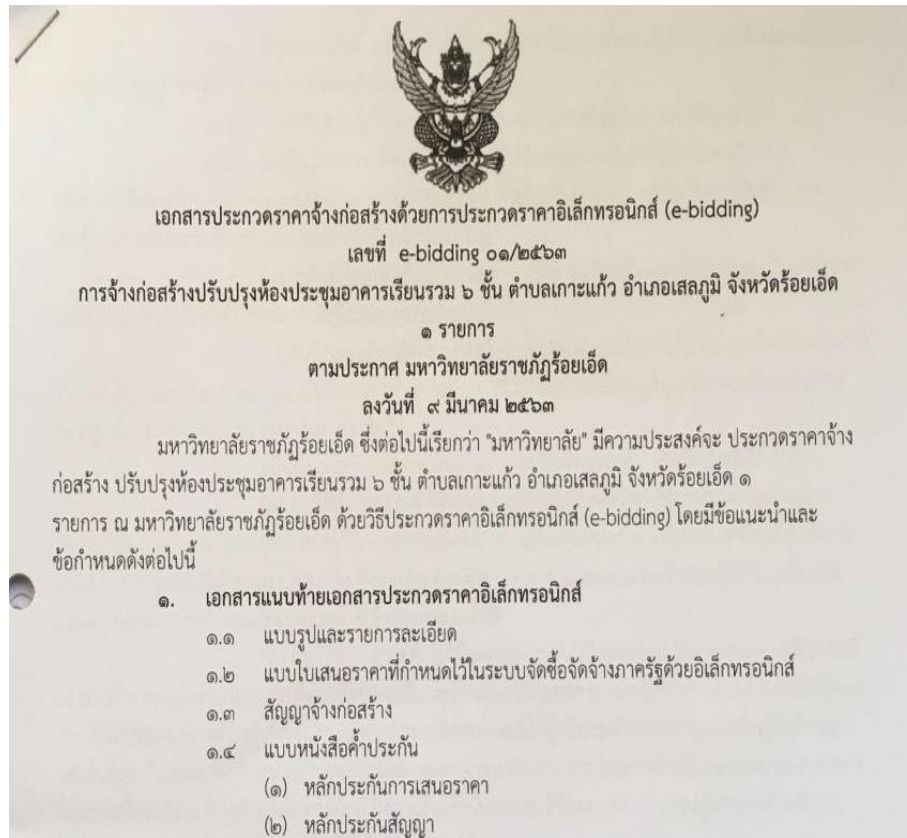 เอกสารประกวดราคาจ้างก่อสร้างด้วยการประกวดราคาอิเล็กทรอนิกส์ (e-bidding)
เลขที่ e-bidding ๐๑/๒๕๖๓
การจ้างก่อสร้างปรับปรุงห้องประชุมอาคารเรียนรวม ๖ ชั้น ตำบลเกาะแก้ว อำเภอเสลภูมิ จังหวัดร้อยเอ็ด
๑ รายการ
ตามประกาศ มหาวิทยาลัยราชภัฏร้อยเอ็ด
ลงวันที่ ๙ มีนาคม ๒๕๖๓
มหาวิทยาลัยราชภัฏร้อยเอ็ด ซึ่งต่อไปนี้เรียกว่า "มหาวิทยาลัย" มีความประสงค์จะ ประกวดราคาจ้าง
ก่อสร้าง ปรับปรุงห้องประชุมอาคารเรียนรวม ๖ ชั้น ตำบลเกาะแก้ว อำเภอเสลภูมิ จังหวัดร้อยเอ็ด ๑
รายการ ณ มหาวิทยาลัยราชภัฏร้อยเอ็ด ด้วยวิธีประกวดราคาอิเล็กทรอนิกส์ (e-bidding) โดยมีข้อแนะนำและ
ข้อกำหนดดังต่อไปนี้
๑. เอกสารแนบท้ายเอกสารประกวดราคาอิเล็กทรอนิกส์
๑.๑ แบบรูปและรายการละเอียด
๑.๒ แบบใบเสนอราคาที่กำหนดไว้ในระบบจัดซื้อจัดจ้างภาครัฐด้วยอิเล็กทรอนิกส์
๑.๓ สัญญาจ้างก่อสร้าง
๑.๔ แบบหนังสือค้ำประกัน
(๑) หลักประกันการเสนอราคา
(๒) หลักประกันสัญญา